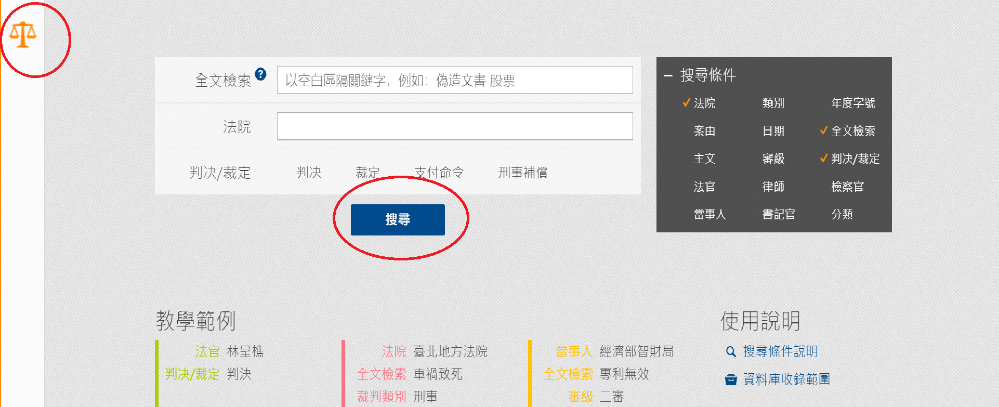 全文檢索 ?
以空白區隔關鍵字，例如：偽造文書 股票
法院
判決/裁定 判決 裁定 支付命令 刑事補償
搜尋
– 搜尋條件
✓法院 類別 年度字號
案由 日期 ✓全文檢索
主文 審級 ✓判決/裁定
法官 律師 檢察官
當事人 書記官 分類
教學範例
法官 林呈樵
判決/裁定 判決
法院 臺北地方法院
全文檢索 車禍致死
裁判類別 刑事
當事人 經濟部智財局
全文檢索 專利無效
審級 二審
使用說明
搜尋條件說明
資料庫收錄範圍